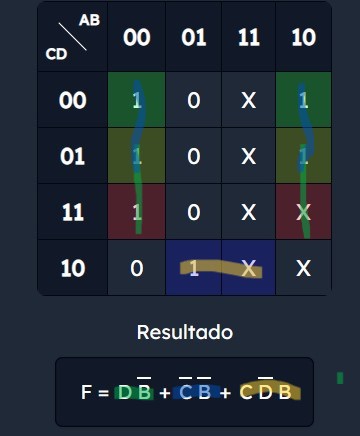 AB
CD
00 01 11 10
00 1 0 X 1
01 1 0 X 1
11 1 0 X X
10 0 1 X X
Resultado
F = D B̅ + C̅ B̅ + C D̅ B